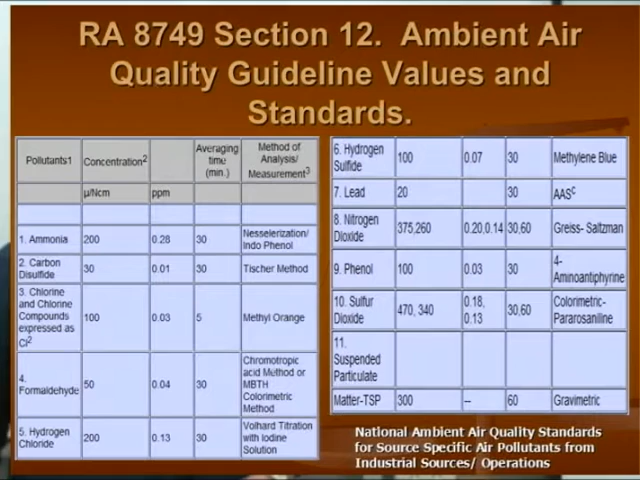 RA 8749 Section 12. Ambient Air
Quality Guideline Values and
Standards.
Pollutants1
Concentration2
Averaging
time
(min.)
Method of
Analysis/
Measurement3
µ/Ncm
ppm
1. Ammonia
200
0.28
30
Nesselerization/
Indo Phenol
2. Carbon
Disulfide
30
0.01
30
Tischer Method
3. Chlorine
and Chlorine
Compounds
expressed as
Cl2
100
0.03
5
Methyl Orange
4.
Formaldehyde
50
0.04
30
Chromotropic
acid Method or
MBTH
Colorimetric
Method
5. Hydrogen
Chloride
200
0.13
30
Volhard Titration
with Iodine
Solution
6. Hydrogen
Sulfide
100
0.07
30
Methylene Blue
7. Lead
20
30
AASc
8. Nitrogen
Dioxide
375,260
0.20,0.14
30,60
Greiss- Saltzman
9. Phenol
100
0.03
30
4-
Aminoantiphyrine
10. Sulfur
Dioxide
470, 340
0.18,
0.13
30,60
Colorimetric-
Pararosaniline
11.
Suspended
Particulate
Matter-TSP
300
--
60
Gravimetric
National Ambient Air Quality Standards
for Source Specific Air Pollutants from
Industrial Sources/ Operations